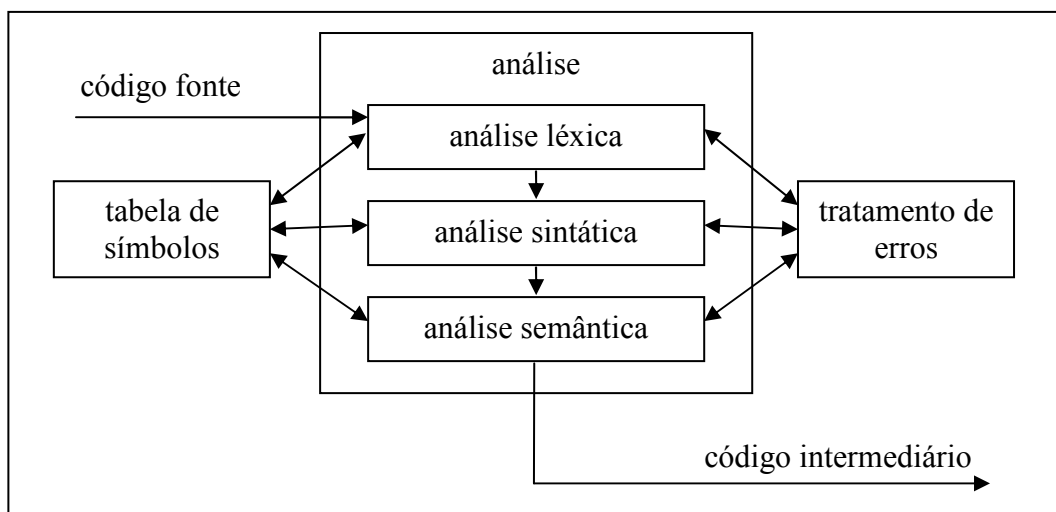 análise
código fonte
análise léxica
tabela de
símbolos
análise sintática
tratamento de
erros
análise semântica
código intermediário